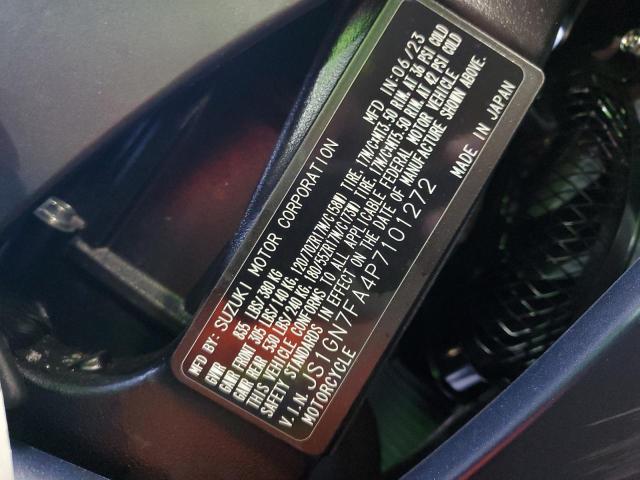 MFD BY: SUZUKI MOTOR CORPORATION MFD IN:06/23
GVWR 835 LBS/380 KG
GAWR FRONT 305 LBS/140 KG, 120/70ZR17M/C(58W) TIRE, 17M/CxMT3.50 RIM, AT 36 PSI COLD
GAWR REAR 530 LBS/240 KG, 180/55ZR17M/C(73W) TIRE, 17M/CxMT5.50 RIM, AT 42 PSI COLD
THIS VEHICLE CONFORMS TO ALL APPLICABLE FEDERAL MOTOR VEHICLE
SAFETY STANDARDS IN EFFECT ON THE DATE OF MANUFACTURE SHOWN ABOVE.
V.I.N. JS1GN7FA4P7101272
MOTORCYCLE MADE IN JAPAN